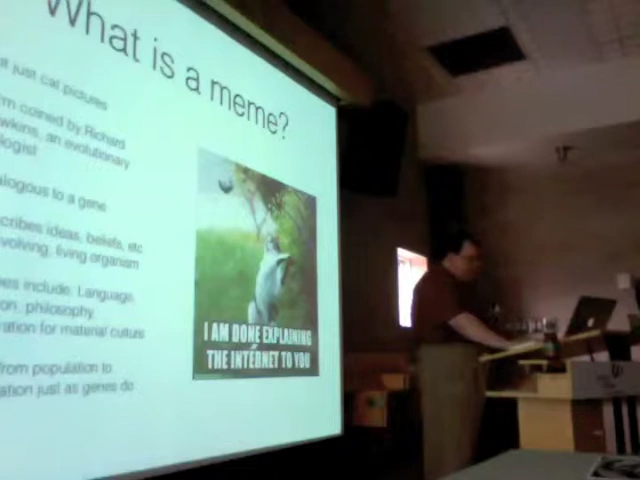 What is a meme?
t just cat pictures
rm coined by Richard
wkins, an evolutionary
logist
alogous to a gene
cribes ideas, beliefs, etc
volving, living organism
es include: Language,
on, philosophy,
ration for material culture
from population to
ation just as genes do
I AM DONE EXPLAINING
THE INTERNET TO YOU